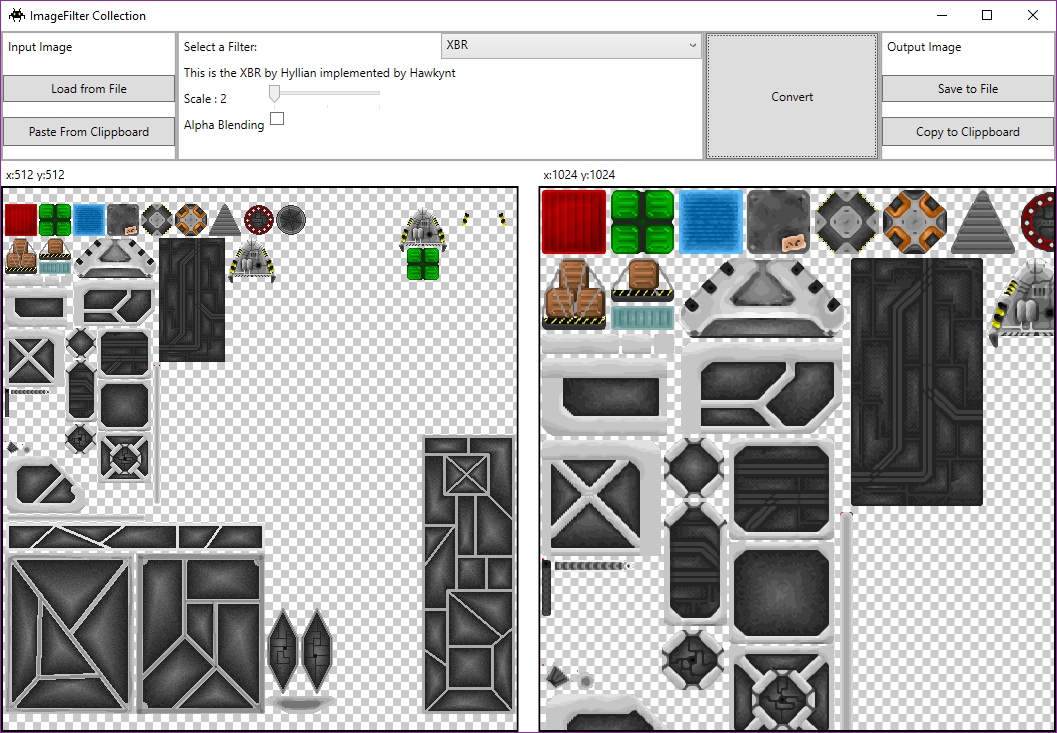 ImageFilter Collection
Input Image
Load from File
Paste From Clippboard
Select a Filter:
XBR
This is the XBR by Hyllian implemented by Hawkynt
Scale : 2
Alpha Blending
Convert
Output Image
Save to File
Copy to Clippboard
x:512 y:512
x:1024 y:1024